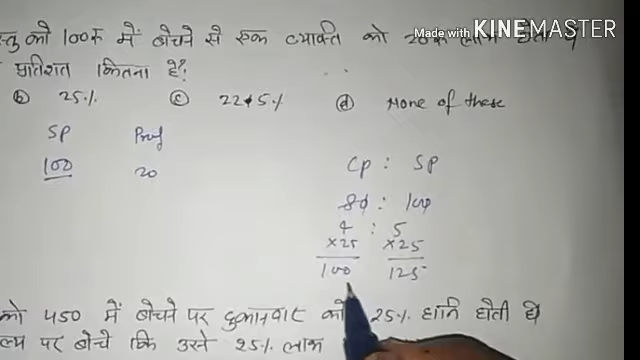 Made with KINEMASTER
को 100रू में बेचने से एक व्यक्ति को 20रू लाभ होता है
प्रतिशत कितना है?
(b) 25% (c) 22.5% (d) None of these
SP Prof
100 20
CP : SP
80 : 100
4 : 5
×25 ×25
100 125
को 450 में बेचने पर दुकानदार को 25% हानि होती है
पर बेचे कि उसे 25% लाभ